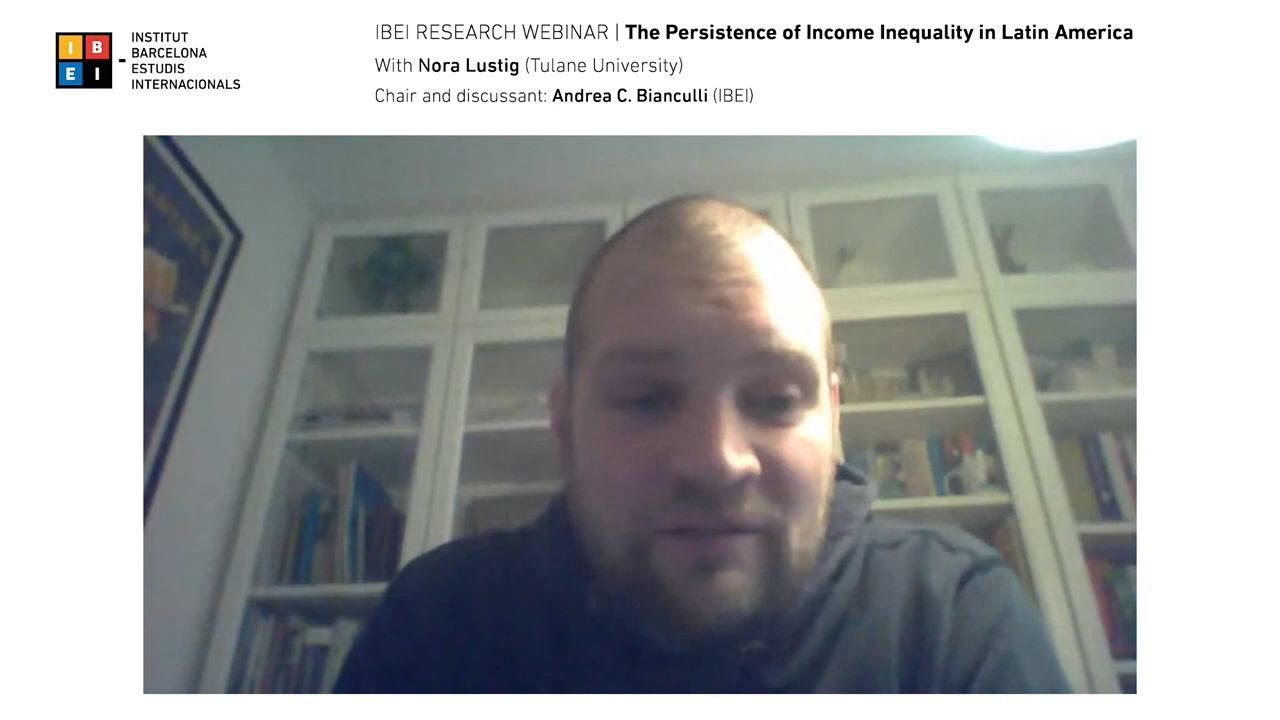 I B
E I
INSTITUT
BARCELONA
ESTUDIS
INTERNACIONALS
IBEI RESEARCH WEBINAR | The Persistence of Income Inequality in Latin America
With Nora Lustig (Tulane University)
Chair and discussant: Andrea C. Bianculli (IBEI)